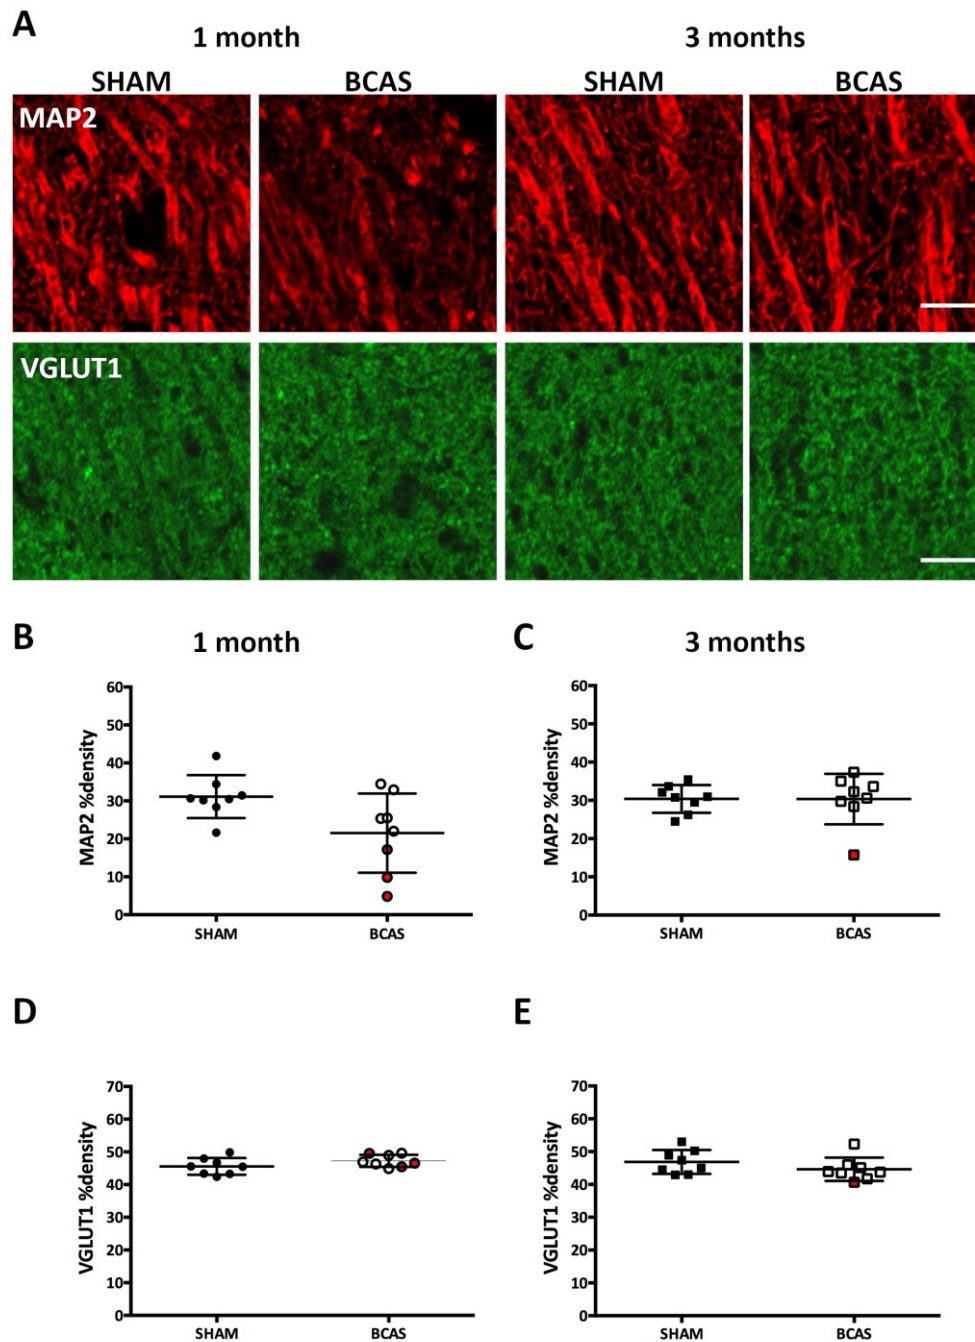 A
1 month
3 months
SHAM
BCAS
SHAM
BCAS
MAP2
VGLUT1
B
1 month
C
3 months
60
50
40
30
20
10
0
MAP2 %density
SHAM
BCAS
60
50
40
30
20
10
0
MAP2 %density
SHAM
BCAS
D
E
70
60
50
40
30
20
10
0
VGLUT1 %density
SHAM
BCAS
70
60
50
40
30
20
10
0
VGLUT1 %density
SHAM
BCAS